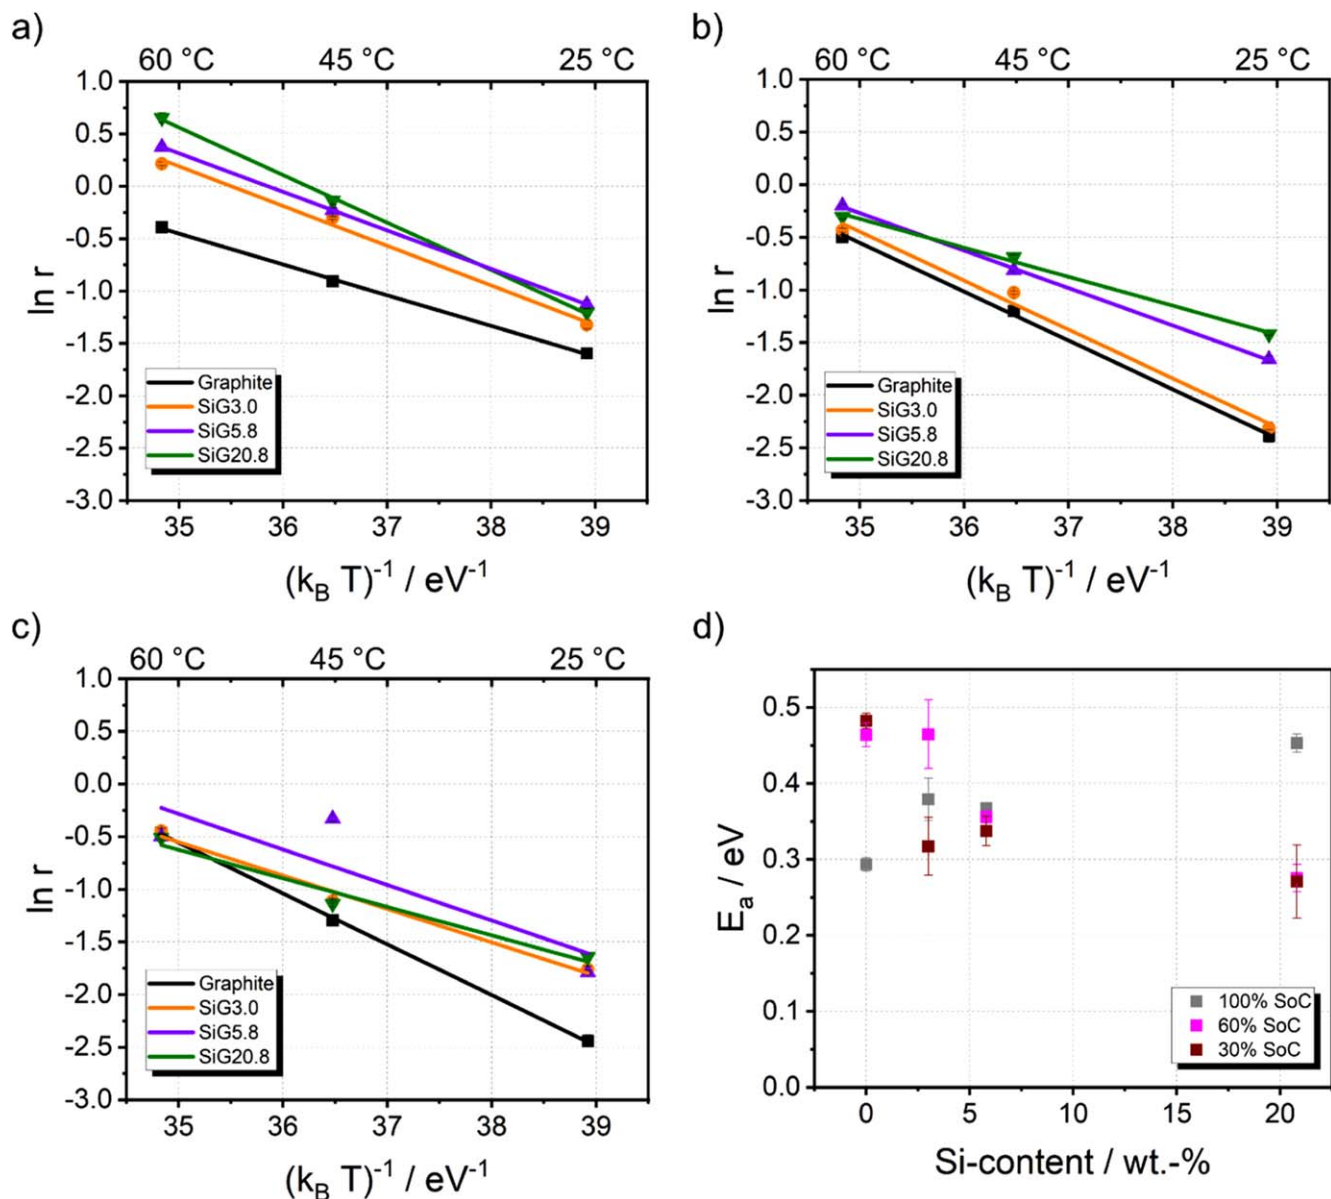 a)
60 °C 45 °C 25 °C
1.0
0.5
0.0
-0.5
-1.0
-1.5
-2.0
-2.5
-3.0
ln r
Graphite
SiG3.0
SiG5.8
SiG20.8
35 36 37 38 39
(k_B T)⁻¹ / eV⁻¹
b)
60 °C 45 °C 25 °C
1.0
0.5
0.0
-0.5
-1.0
-1.5
-2.0
-2.5
-3.0
ln r
Graphite
SiG3.0
SiG5.8
SiG20.8
35 36 37 38 39
(k_B T)⁻¹ / eV⁻¹
c)
60 °C 45 °C 25 °C
1.0
0.5
0.0
-0.5
-1.0
-1.5
-2.0
-2.5
-3.0
ln r
Graphite
SiG3.0
SiG5.8
SiG20.8
35 36 37 38 39
(k_B T)⁻¹ / eV⁻¹
d)
0.5
0.4
0.3
0.2
0.1
0.0
E_a / eV
100% SoC
60% SoC
30% SoC
0 5 10 15 20
Si-content / wt.-%